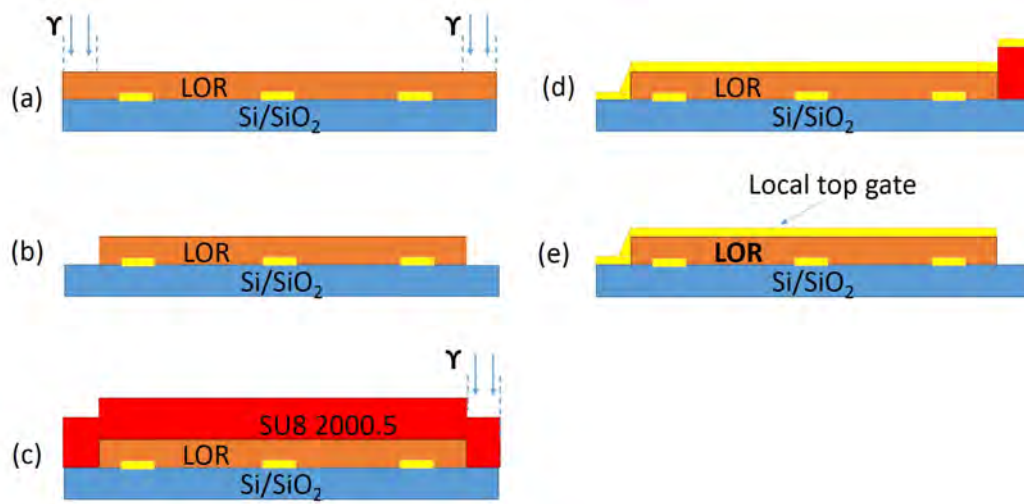 ϒ ϒ
(a) LOR
Si/SiO₂
(b) LOR
Si/SiO₂
ϒ
SU8 2000.5
(c) LOR
Si/SiO₂
(d) LOR
Si/SiO₂
Local top gate
(e) LOR
Si/SiO₂